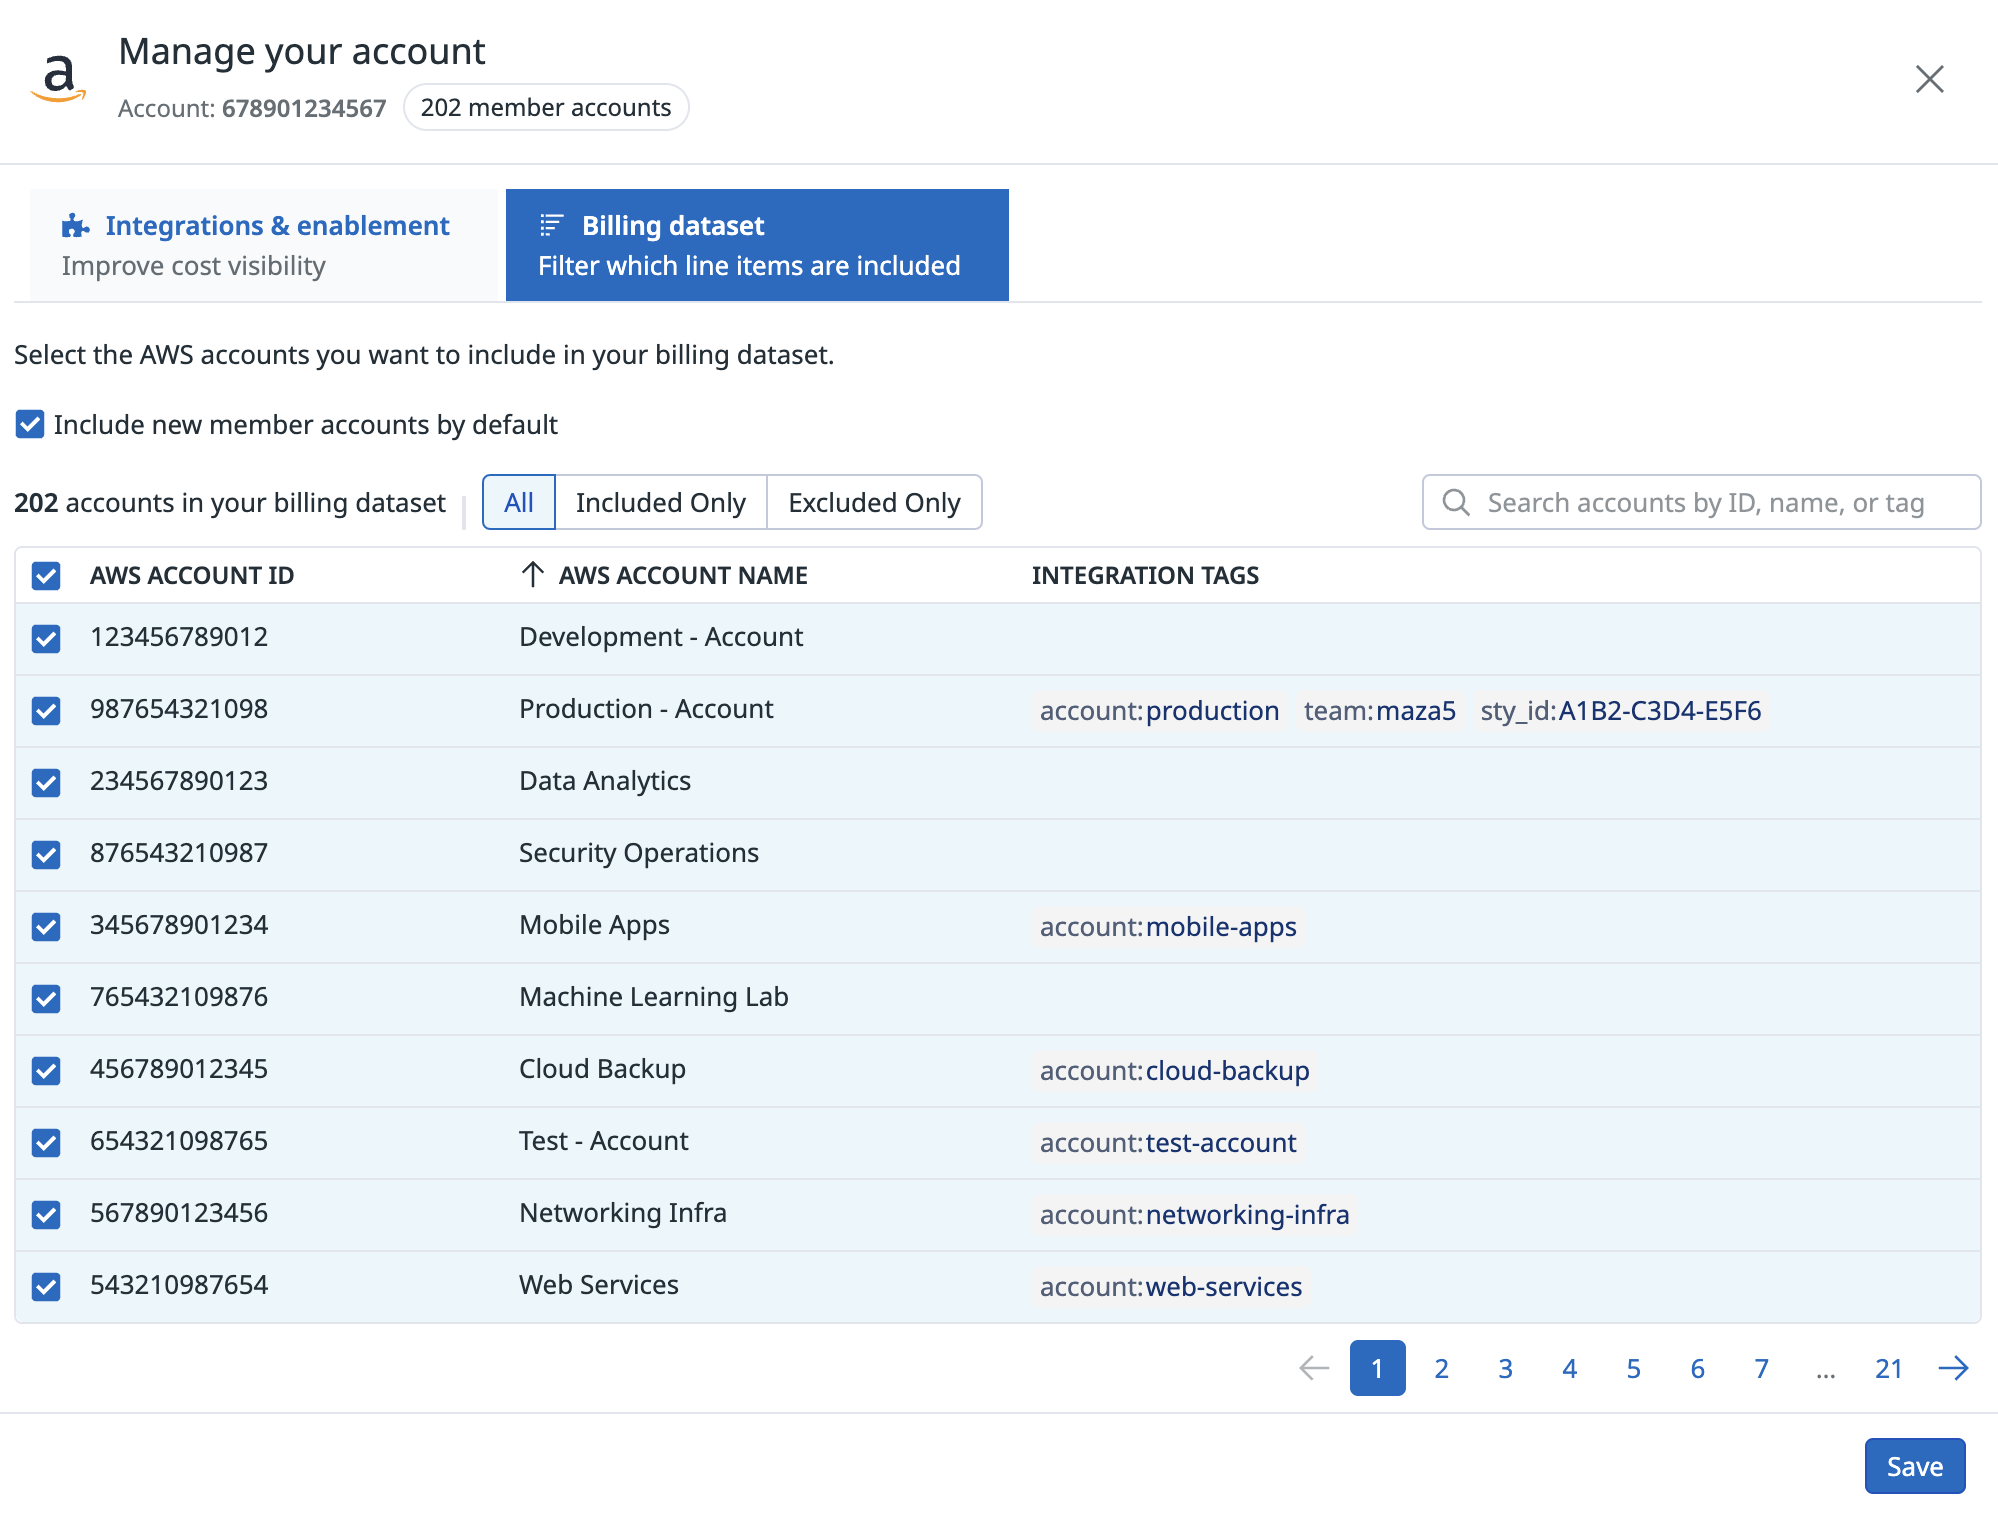 Manage your account
Account: 678901234567 202 member accounts
Integrations & enablement
Improve cost visibility
Billing dataset
Filter which line items are included
Select the AWS accounts you want to include in your billing dataset.
Include new member accounts by default
202 accounts in your billing dataset All Included Only Excluded Only Search accounts by ID, name, or tag
AWS ACCOUNT ID AWS ACCOUNT NAME INTEGRATION TAGS
123456789012 Development - Account
987654321098 Production - Account account:production team:maza5 sty_id:A1B2-C3D4-E5F6
234567890123 Data Analytics
876543210987 Security Operations
345678901234 Mobile Apps account:mobile-apps
765432109876 Machine Learning Lab
456789012345 Cloud Backup account:cloud-backup
654321098765 Test - Account account:test-account
567890123456 Networking Infra account:networking-infra
543210987654 Web Services account:web-services
1 2 3 4 5 6 7 ... 21
Save